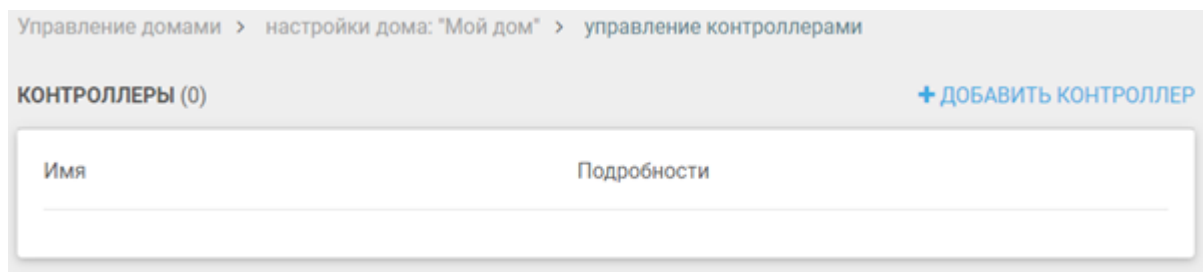 Управление домами > настройки дома: "Мой дом" > управление контроллерами
КОНТРОЛЛЕРЫ (0) + ДОБАВИТЬ КОНТРОЛЛЕР
Имя Подробности